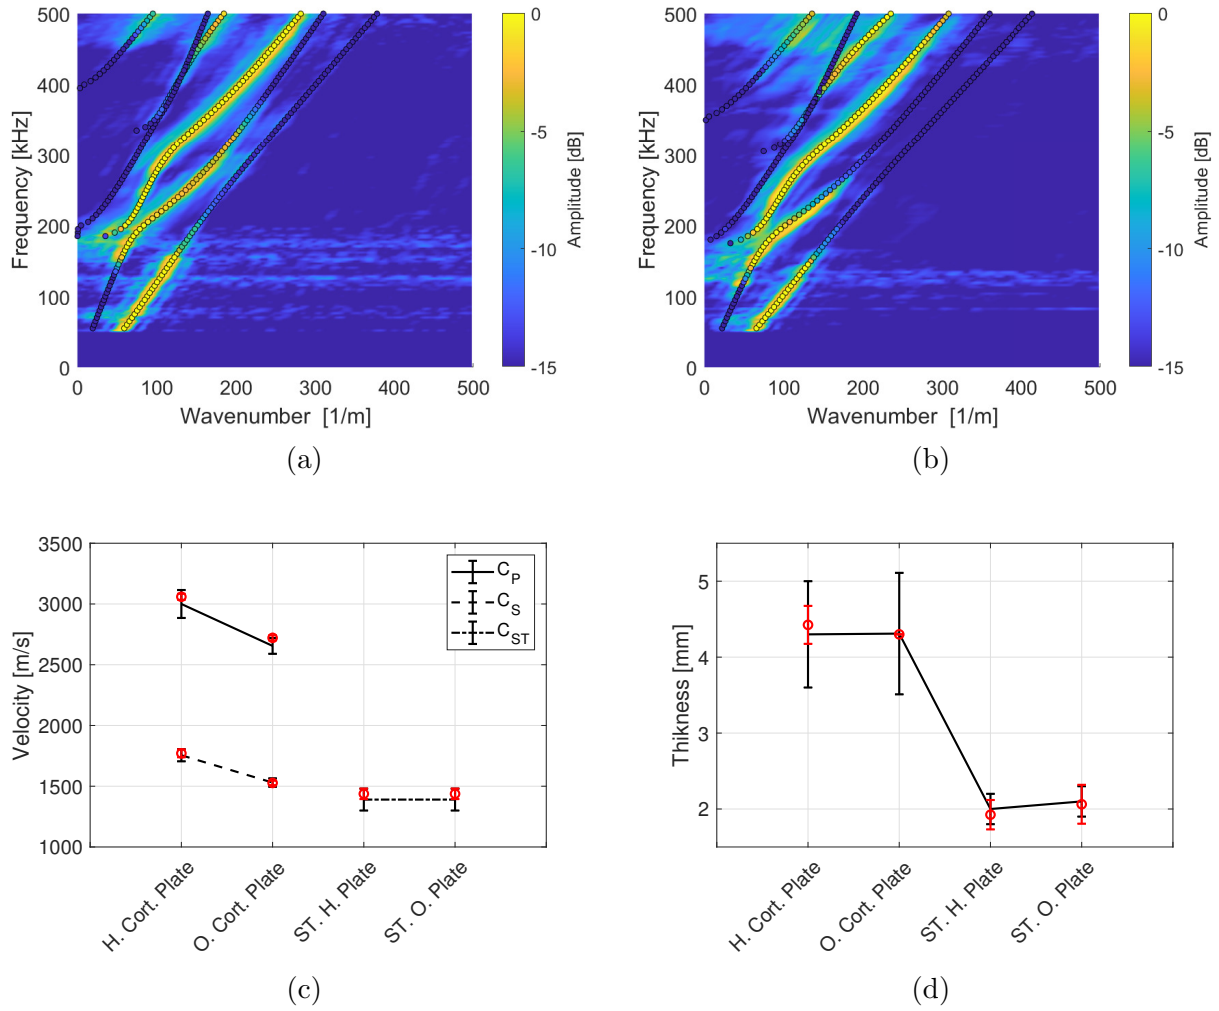 500
400
300
200
100
0
Frequency [kHz]
0 100 200 300 400 500
Wavenumber [1/m]
0
-5
-10
-15
Amplitude [dB]
(a)
500
400
300
200
100
0
Frequency [kHz]
0 100 200 300 400 500
Wavenumber [1/m]
0
-5
-10
-15
Amplitude [dB]
(b)
3500
3000
2500
2000
1500
1000
Velocity [m/s]
C_P
C_S
C_ST
H. Cort. Plate
O. Cort. Plate
ST. H. Plate
ST. O. Plate
(c)
5
4
3
2
Thikness [mm]
H. Cort. Plate
O. Cort. Plate
ST. H. Plate
ST. O. Plate
(d)